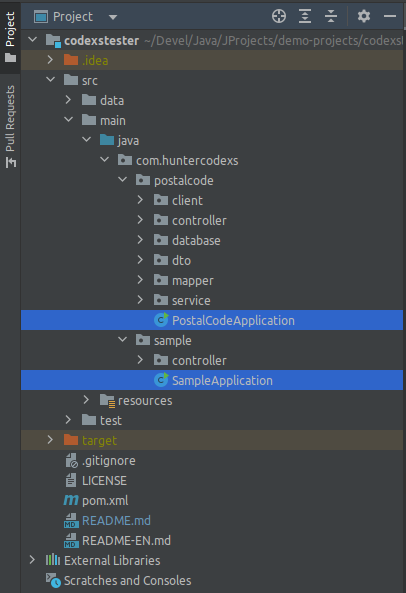 Project
Project
Pull Requests
codexstester ~/Devel/Java/JProjects/demo-projects/codexst
.idea
src
data
main
java
com.huntercodexs
postalcode
client
controller
database
dto
mapper
service
PostalCodeApplication
sample
controller
SampleApplication
resources
test
target
.gitignore
LICENSE
pom.xml
README.md
README-EN.md
External Libraries
Scratches and Consoles